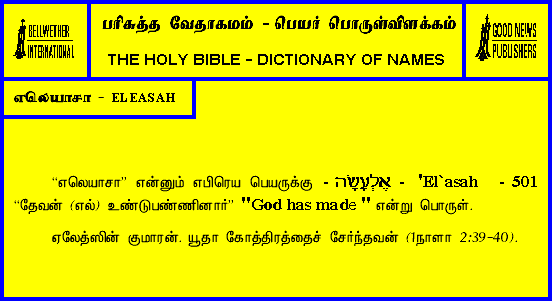 BELLWETHER
INTERNATIONAL
பரிசுத்த வேதாகமம் - பெயர் பொருள்விளக்கம்
THE HOLY BIBLE - DICTIONARY OF NAMES
GOOD NEWS
PUBLISHERS
எலெயாசா - ELEASAH
“எலெயாசா” என்னும் எபிரெய பெயருக்கு - אֶלְעָשָׂה - 'El`asah - 501
“தேவன் (எல்) உண்டுபண்ணினார்” "God has made " என்று பொருள்.
ஏலேத்ஸின் குமாரன். யூதா கோத்திரத்தைச் சேர்ந்தவன் (1நாளா 2:39-40).